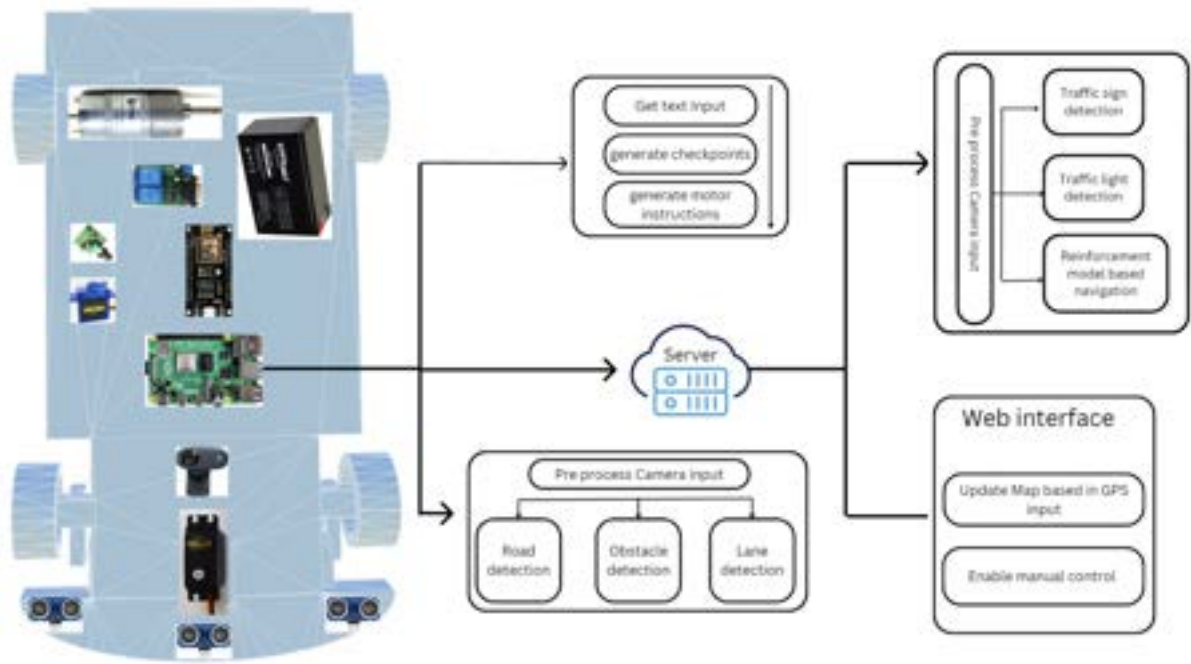 Get text Input
generate checkpoints
generate motor
instructions
Server
Pre process Camera input
Road
detection
Obstacle
detection
Lane
detection
Pre process Camera input
Traffic sign
detection
Traffic light
detection
Reinforcement
model based
navigation
Web interface
Update Map based in GPS
input
Enable manual control